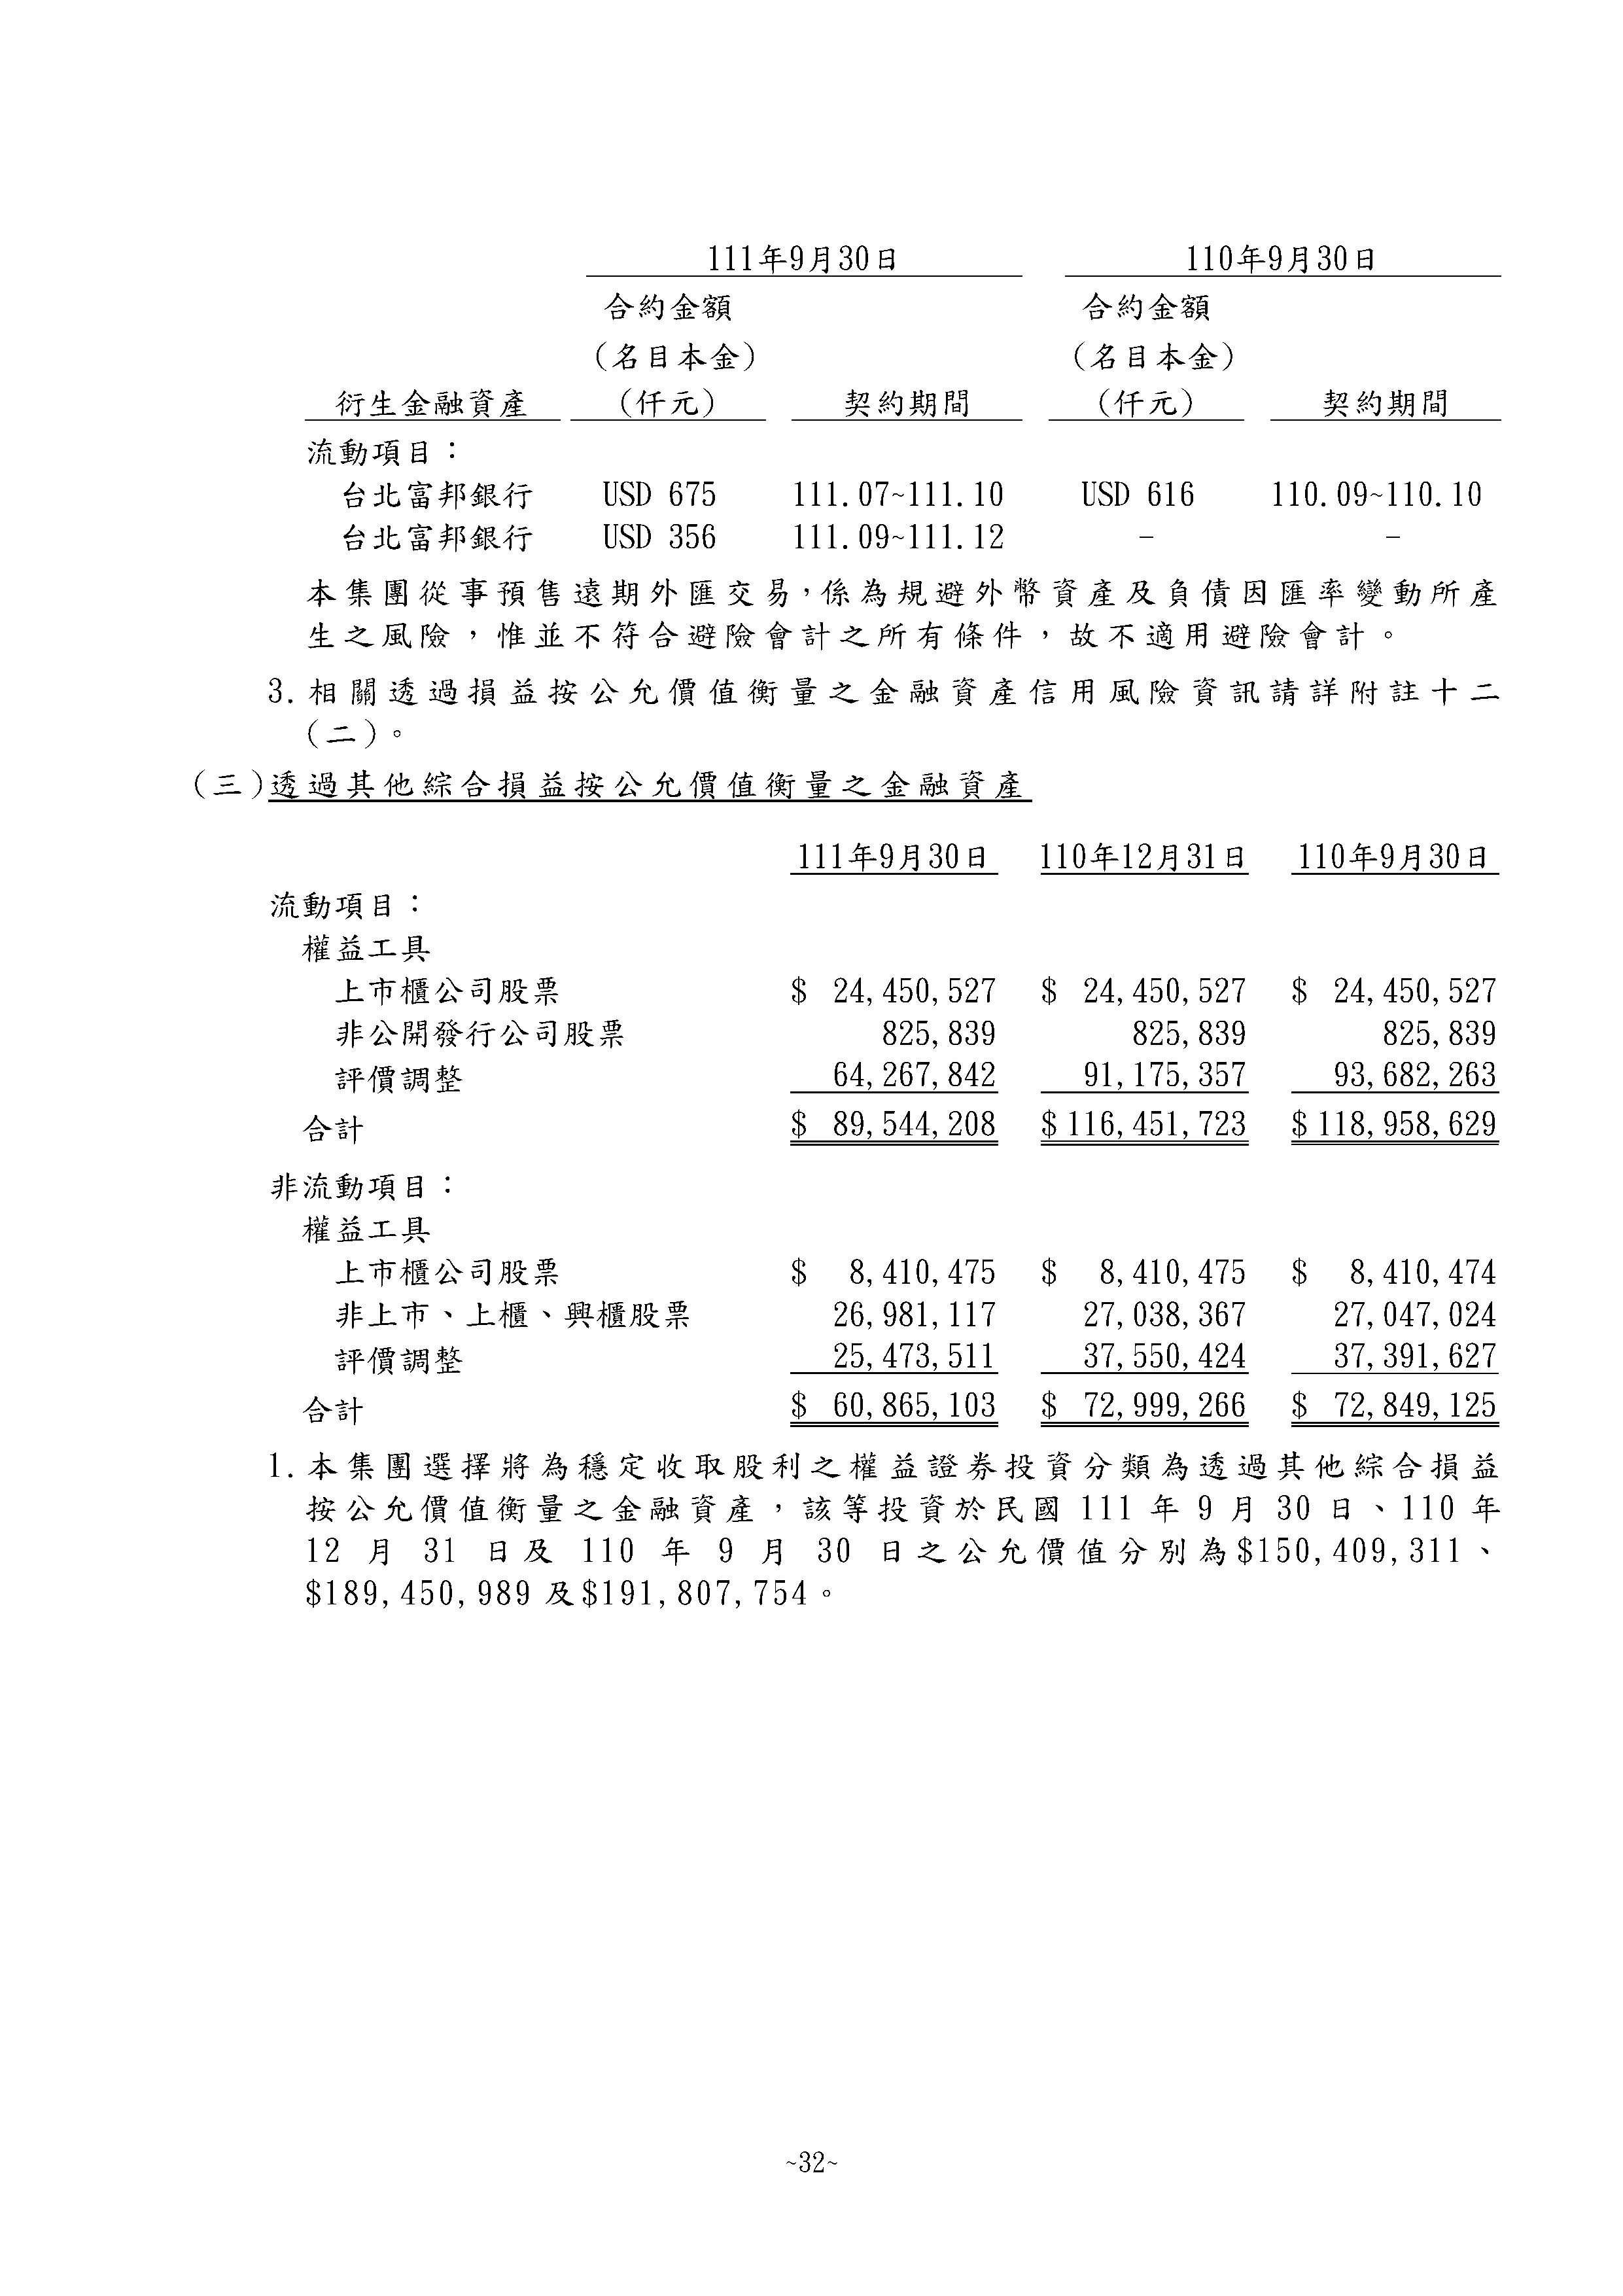 111年9月30日 110年9月30日
合約金額 合約金額
(名目本金) (名目本金)
衍生金融資產 (仟元) 契約期間 (仟元) 契約期間
流動項目：
台北富邦銀行 USD 675 111.07~111.10 USD 616 110.09~110.10
台北富邦銀行 USD 356 111.09~111.12 - -
本集團從事預售遠期外匯交易，係為規避外幣資產及負債因匯率變動所產
生之風險，惟並不符合避險會計之所有條件，故不適用避險會計。
3.相關透過損益按公允價值衡量之金融資產信用風險資訊請詳附註十二
(二)。
(三)透過其他綜合損益按公允價值衡量之金融資產
111年9月30日 110年12月31日 110年9月30日
流動項目：
權益工具
上市櫃公司股票 $ 24,450,527 $ 24,450,527 $ 24,450,527
非公開發行公司股票 825,839 825,839 825,839
評價調整 64,267,842 91,175,357 93,682,263
合計 $ 89,544,208 $ 116,451,723 $ 118,958,629
非流動項目：
權益工具
上市櫃公司股票 $ 8,410,475 $ 8,410,475 $ 8,410,474
非上市、上櫃、興櫃股票 26,981,117 27,038,367 27,047,024
評價調整 25,473,511 37,550,424 37,391,627
合計 $ 60,865,103 $ 72,999,266 $ 72,849,125
1.本集團選擇將為穩定收取股利之權益證券投資分類為透過其他綜合損益
按公允價值衡量之金融資產，該等投資於民國 111 年 9 月 30 日、110 年
12 月 31 日及 110 年 9 月 30 日之公允價值分別為$150,409,311、
$189,450,989 及$191,807,754。
~32~